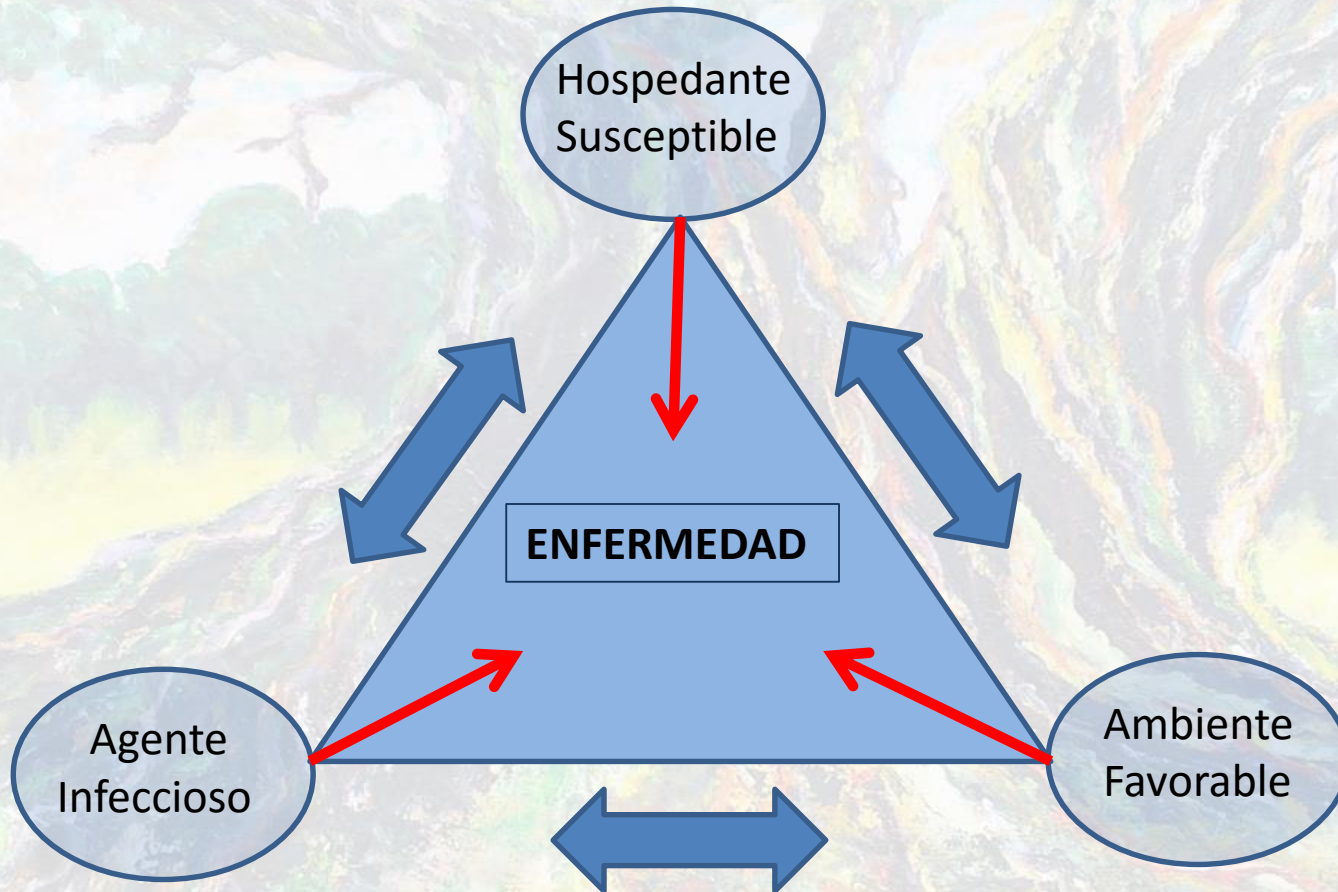 Hospedante
Susceptible
ENFERMEDAD
Agente
Infeccioso
Ambiente
Favorable